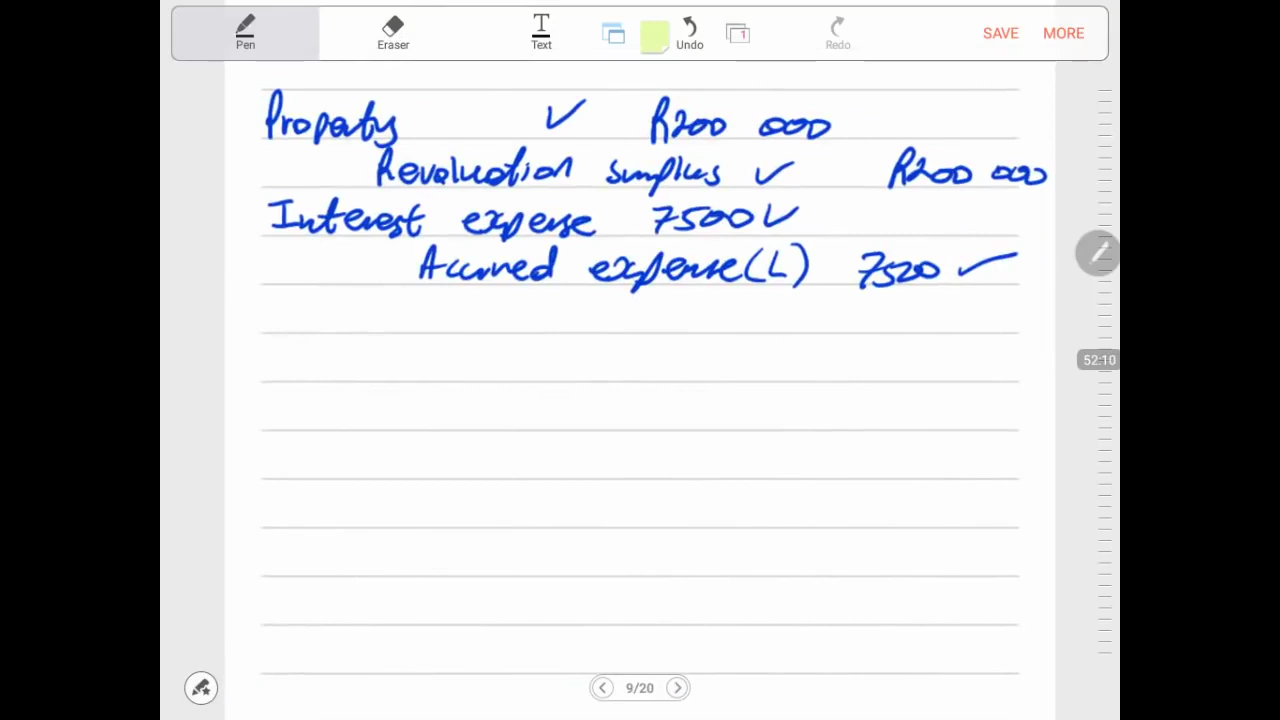 Pen Eraser Text Undo 1 Redo SAVE MORE
Property ✓ R200 000
Revaluation surplus ✓ R200 000
Interest expense 7500 ✓
Accrued expense (L) 7500 ✓
52:10
9/20